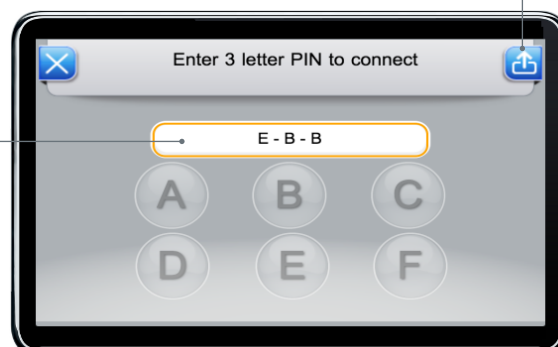 Enter 3 letter PIN to connect
E - B - B
A B C
D E F